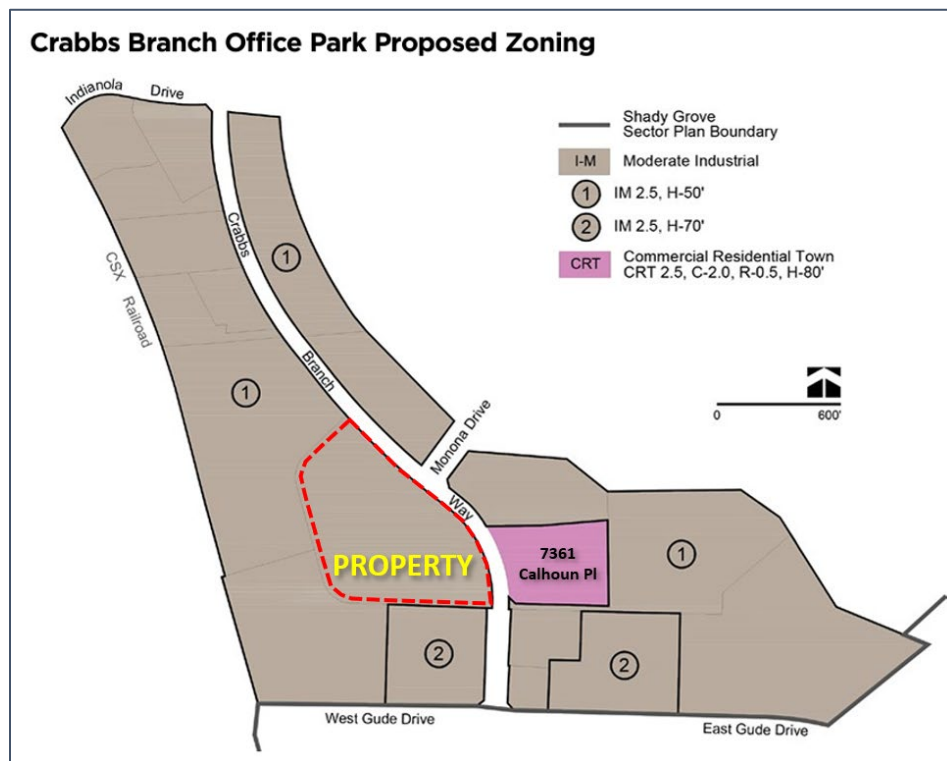 Crabbs Branch Office Park Proposed Zoning
Indianola Drive
Shady Grove
Sector Plan Boundary
I-M Moderate Industrial
1 IM 2.5, H-50'
2 IM 2.5, H-70'
CRT Commercial Residential Town
CRT 2.5, C-2.0, R-0.5, H-80'
Crabbs Branch Way
1
CSX Railroad
0 600'
1
Monona Drive
PROPERTY
7361
Calhoun Pl
1
2
2
West Gude Drive
East Gude Drive